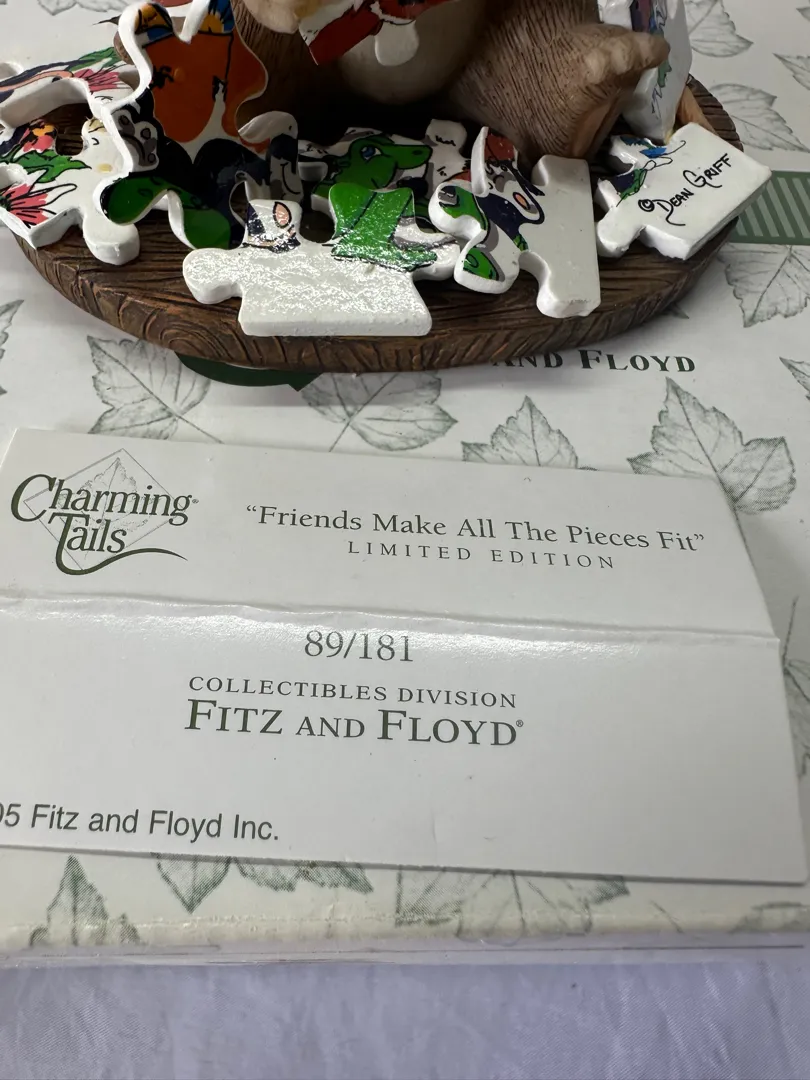 © DEAN GRIFF
AND FLOYD
Charming
Tails®
“Friends Make All The Pieces Fit”
LIMITED EDITION
89/181
COLLECTIBLES DIVISION
FITZ AND FLOYD®
95 Fitz and Floyd Inc.